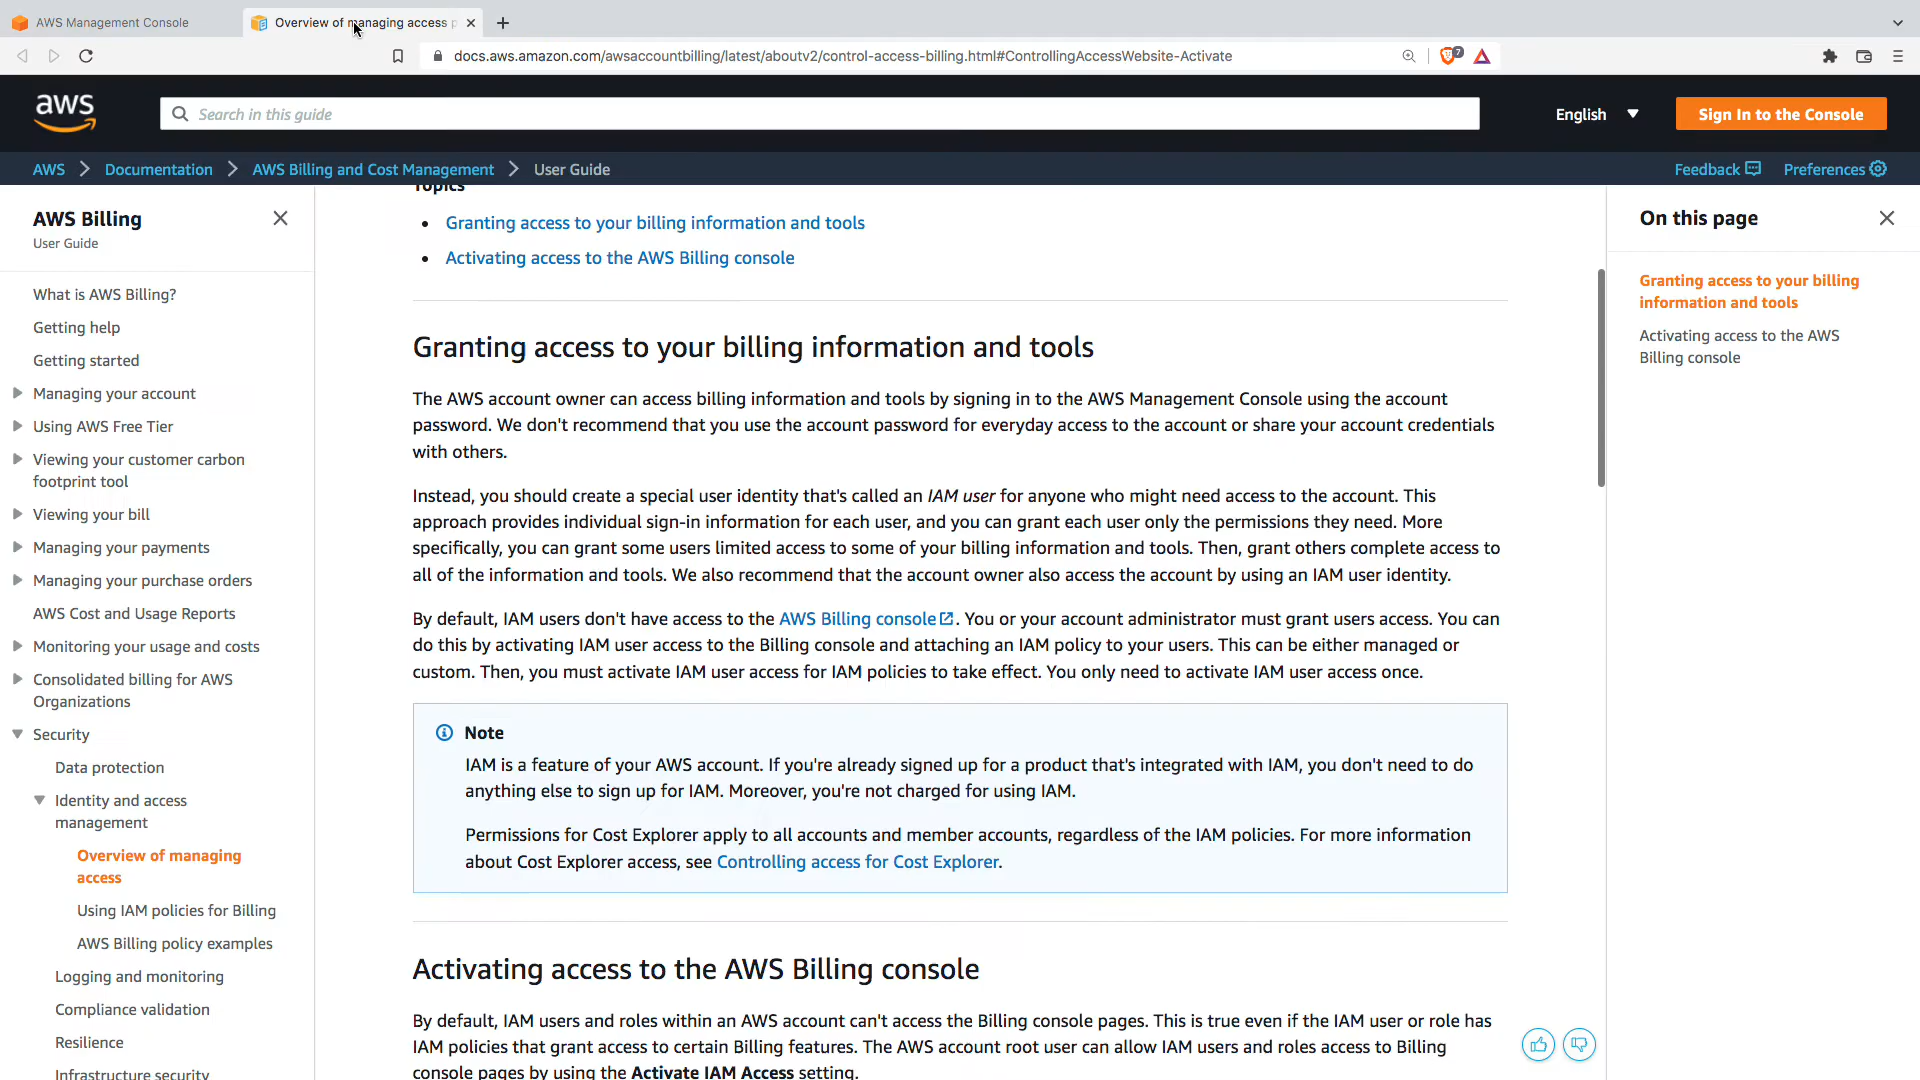 AWS Management Console
Overview of managing access p
docs.aws.amazon.com/awsaccountbilling/latest/aboutv2/control-access-billing.html#ControllingAccessWebsite-Activate
7
aws
Search in this guide
English
Sign In to the Console
AWS
Documentation
AWS Billing and Cost Management
User Guide
Feedback
Preferences
AWS Billing
User Guide
What is AWS Billing?
Getting help
Getting started
Managing your account
Using AWS Free Tier
Viewing your customer carbon
footprint tool
Viewing your bill
Managing your payments
Managing your purchase orders
AWS Cost and Usage Reports
Monitoring your usage and costs
Consolidated billing for AWS
Organizations
Security
Data protection
Identity and access
management
Overview of managing
access
Using IAM policies for Billing
AWS Billing policy examples
Logging and monitoring
Compliance validation
Resilience
Infrastructure security
Topics
Granting access to your billing information and tools
Activating access to the AWS Billing console
Granting access to your billing information and tools
The AWS account owner can access billing information and tools by signing in to the AWS Management Console using the account
password. We don't recommend that you use the account password for everyday access to the account or share your account credentials
with others.
Instead, you should create a special user identity that's called an IAM user for anyone who might need access to the account. This
approach provides individual sign-in information for each user, and you can grant each user only the permissions they need. More
specifically, you can grant some users limited access to some of your billing information and tools. Then, grant others complete access to
all of the information and tools. We also recommend that the account owner also access the account by using an IAM user identity.
By default, IAM users don't have access to the AWS Billing console. You or your account administrator must grant users access. You can
do this by activating IAM user access to the Billing console and attaching an IAM policy to your users. This can be either managed or
custom. Then, you must activate IAM user access for IAM policies to take effect. You only need to activate IAM user access once.
Note
IAM is a feature of your AWS account. If you're already signed up for a product that's integrated with IAM, you don't need to do
anything else to sign up for IAM. Moreover, you're not charged for using IAM.
Permissions for Cost Explorer apply to all accounts and member accounts, regardless of the IAM policies. For more information
about Cost Explorer access, see Controlling access for Cost Explorer.
Activating access to the AWS Billing console
By default, IAM users and roles within an AWS account can't access the Billing console pages. This is true even if the IAM user or role has
IAM policies that grant access to certain Billing features. The AWS account root user can allow IAM users and roles access to Billing
console pages by using the Activate IAM Access setting.
On this page
Granting access to your billing
information and tools
Activating access to the AWS
Billing console